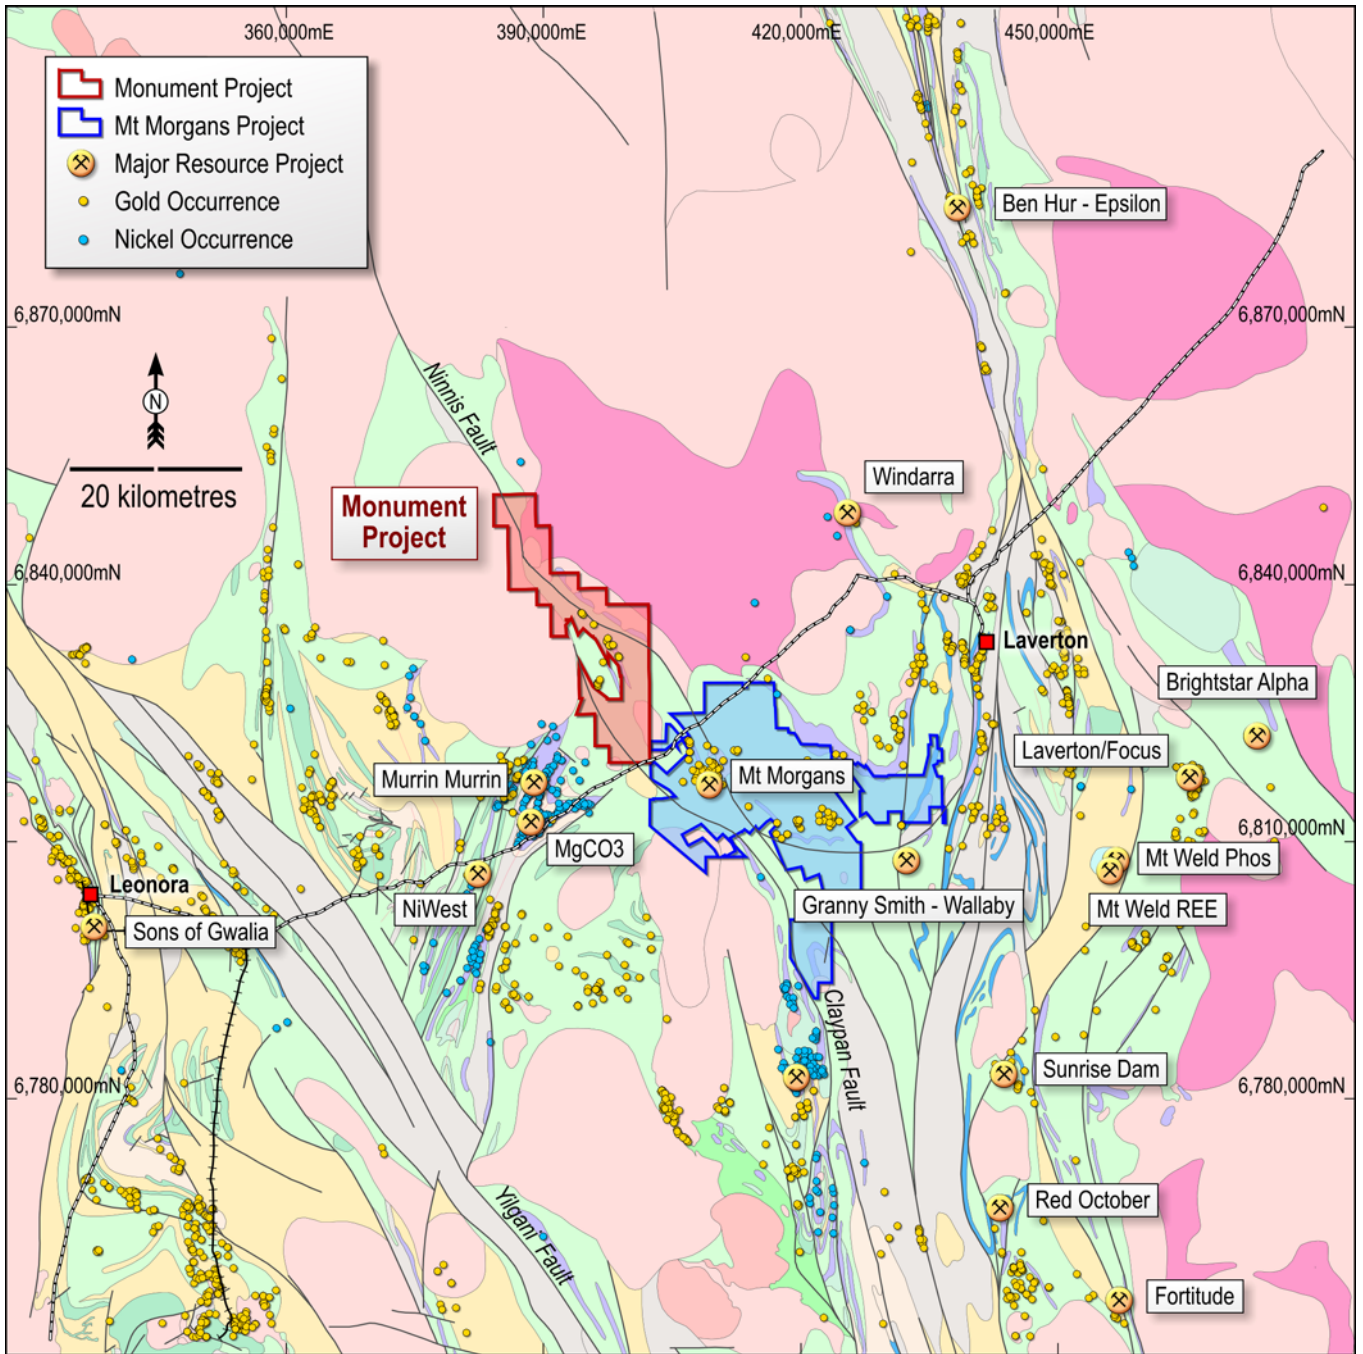 360,000mE
390,000mE
420,000mE
450,000mE
Monument Project
Mt Morgans Project
Major Resource Project
Gold Occurrence
Nickel Occurrence
Ben Hur - Epsilon
6,870,000mN
6,870,000mN
Ninnis Fault
N
20 kilometres
Windarra
Monument
Project
6,840,000mN
6,840,000mN
Laverton
Brightstar Alpha
Laverton/Focus
Murrin Murrin
Mt Morgans
6,810,000mN
MgCO3
Mt Weld Phos
Leonora
NiWest
Granny Smith - Wallaby
Mt Weld REE
Sons of Gwalia
Claypan Fault
Sunrise Dam
6,780,000mN
6,780,000mN
Yilgani Fault
Red October
Fortitude